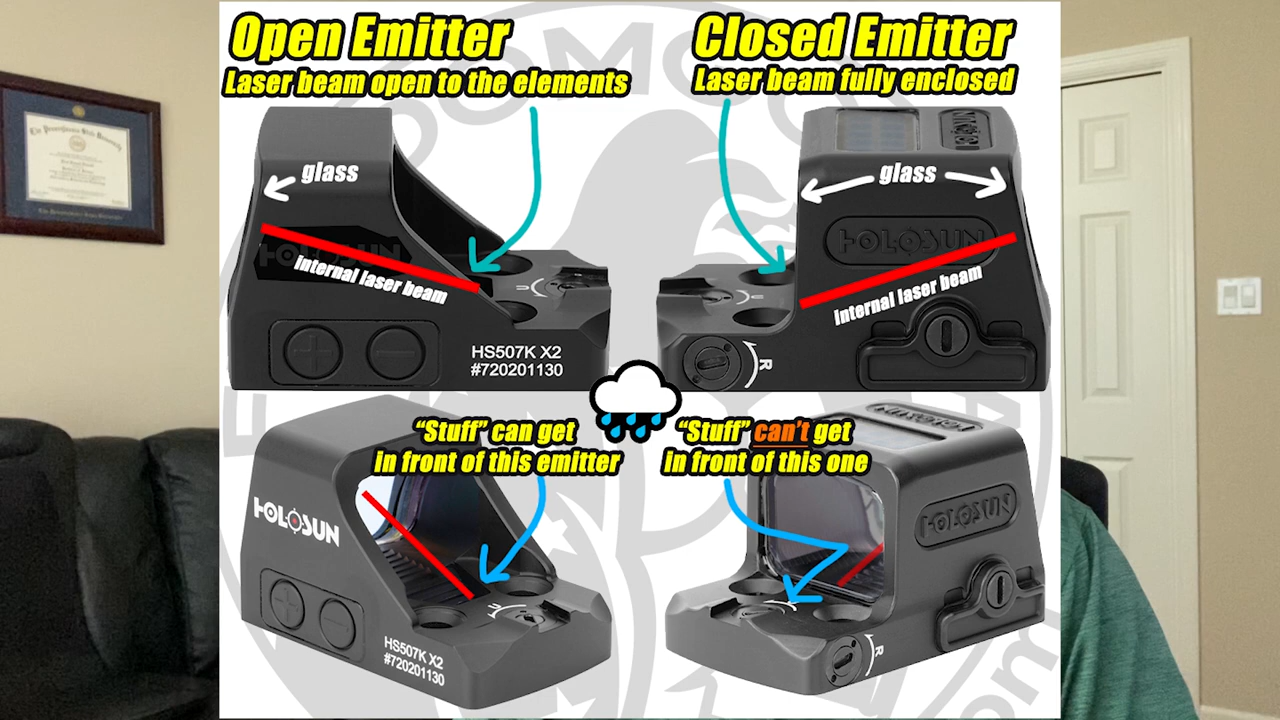 Open Emitter
Laser beam open to the elements
Closed Emitter
Laser beam fully enclosed
glass
glass
HOLOSUN
HOLOSUN
internal laser beam
internal laser beam
HS507K X2
#720201130
R
"Stuff" can get
in front of this emitter
"Stuff" can't get
in front of this one
HOLOSUN
HOLOSUN
HS507K X2
#720201130
R